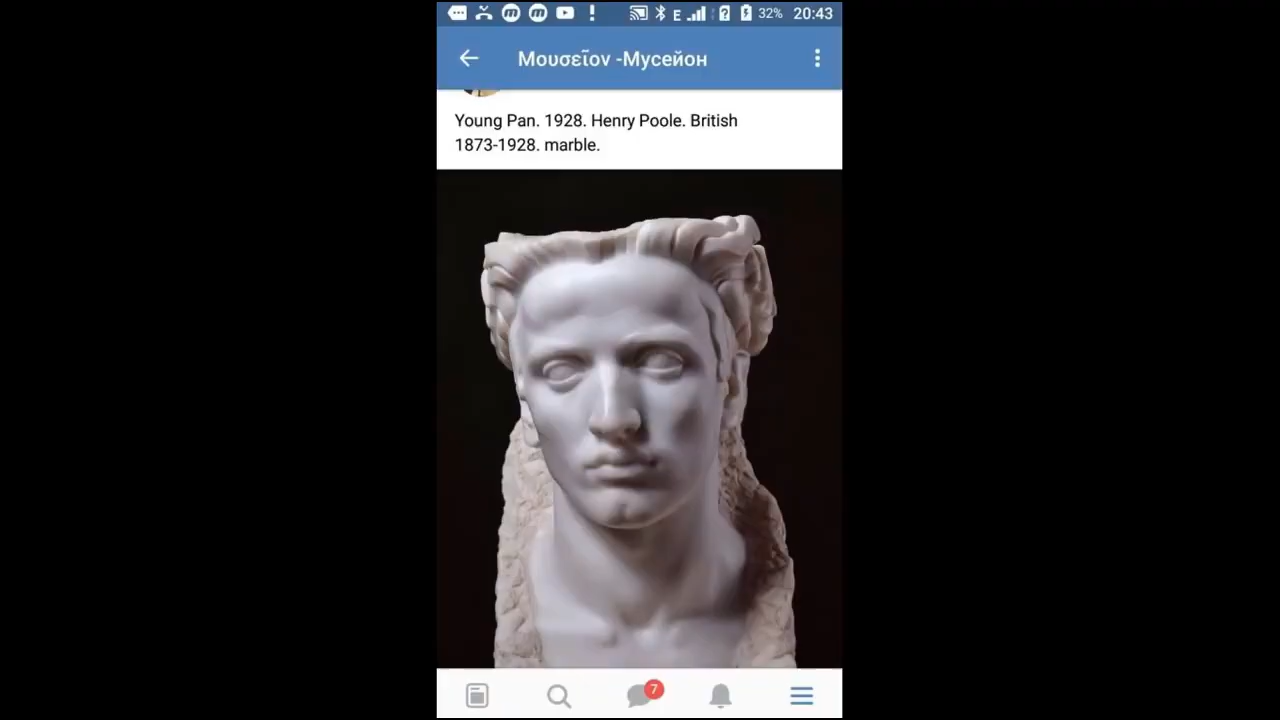 E 32% 20:43
Μουσεῖον -Мусейон
Young Pan. 1928. Henry Poole. British
1873-1928. marble.
7